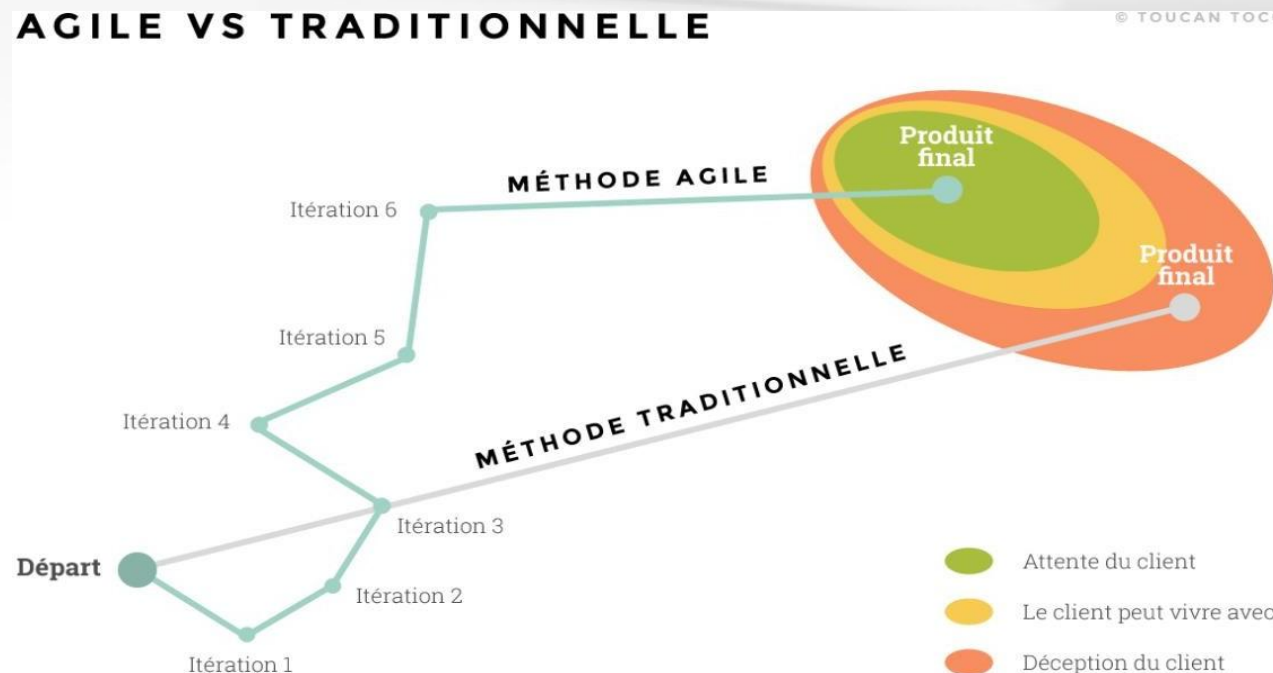 AGILE VS TRADITIONNELLE
© TOUCAN TOCO
Produit
final
MÉTHODE AGILE
Itération 6
Produit
final
Itération 5
MÉTHODE TRADITIONNELLE
Itération 4
Itération 3
Départ
Attente du client
Itération 2
Le client peut vivre avec
Itération 1
Déception du client